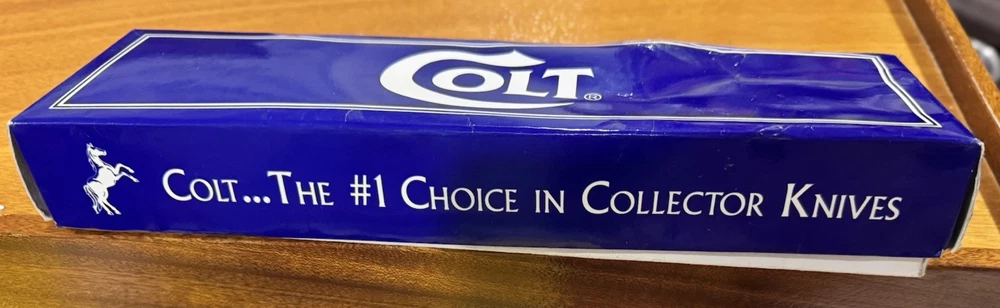 COLT®
COLT...THE #1 CHOICE IN COLLECTOR KNIVES